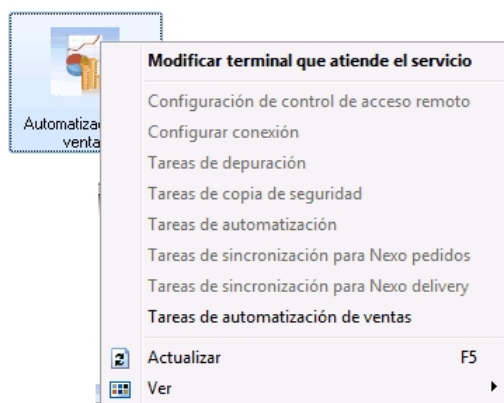 Modificar terminal que atiende el servicio
Configuración de control de acceso remoto
Configurar conexión
Tareas de depuración
Tareas de copia de seguridad
Tareas de automatización
Tareas de sincronización para Nexo pedidos
Tareas de sincronización para Nexo delivery
Tareas de automatización de ventas
Actualizar F5
Ver
Automatiza
venta